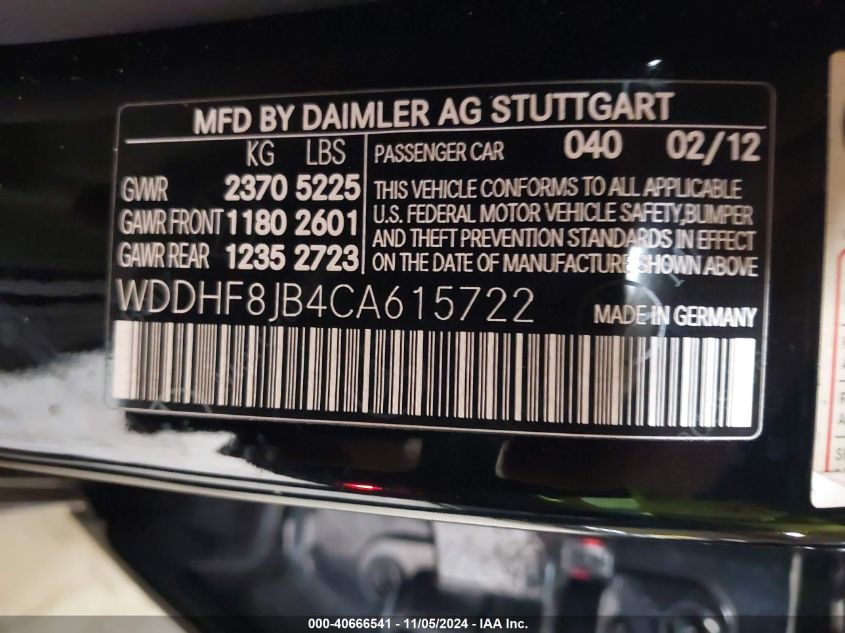 MFD BY DAIMLER AG STUTTGART
KG LBS
PASSENGER CAR 040 02/12
GVWR 2370 5225
GAWR FRONT 1180 2601
GAWR REAR 1235 2723
THIS VEHICLE CONFORMS TO ALL APPLICABLE
U.S. FEDERAL MOTOR VEHICLE SAFETY, BUMPER
AND THEFT PREVENTION STANDARDS IN EFFECT
ON THE DATE OF MANUFACTURE SHOWN ABOVE
WDDHF8JB4CA615722
MADE IN GERMANY
000-40666541 - 11/05/2024 - IAA Inc.